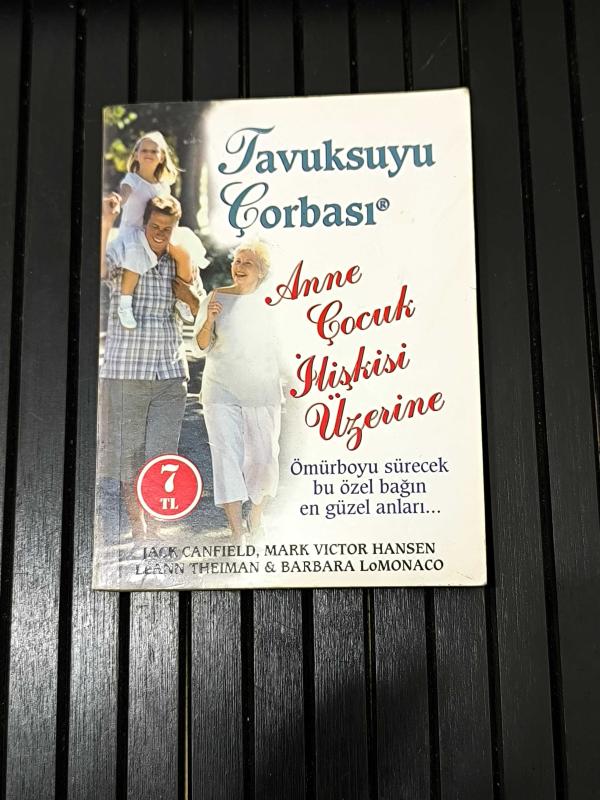 Tavuksuyu
Çorbası®
Anne
Çocuk
İlişkisi
Üzerine
Ömürboyu sürecek
bu özel bağın
en güzel anları...
7
TL
JACK CANFIELD, MARK VICTOR HANSEN
LEANN THEIMAN & BARBARA LoMONACO